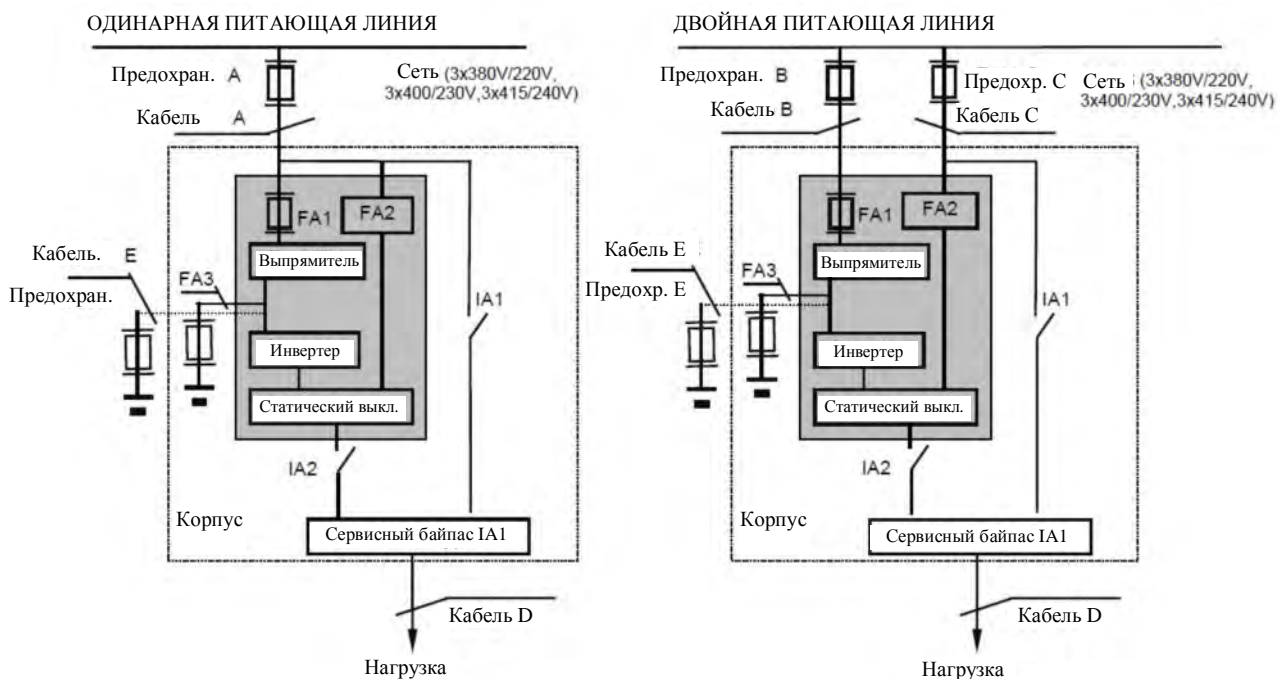 ОДИНАРНАЯ ПИТАЮЩАЯ ЛИНИЯ
Предохран. A
Сеть (3x380V/220V,
3x400/230V,3x415/240V)
Кабель A
FA1
FA2
Выпрямитель
Кабель. E
Предохран.
FA3
IA1
Инвертер
Статический выкл.
IA2
Корпус
Сервисный байпас IA1
Кабель D
Нагрузка
ДВОЙНАЯ ПИТАЮЩАЯ ЛИНИЯ
Предохран. B
Предохр. C
Сеть (3x380V/220V,
3x400/230V,3x415/240V)
Кабель B
Кабель C
FA1
FA2
Выпрямитель
Кабель E
Предохр. E
FA3
IA1
Инвертер
Статический выкл.
IA2
Корпус
Сервисный байпас IA1
Кабель D
Нагрузка